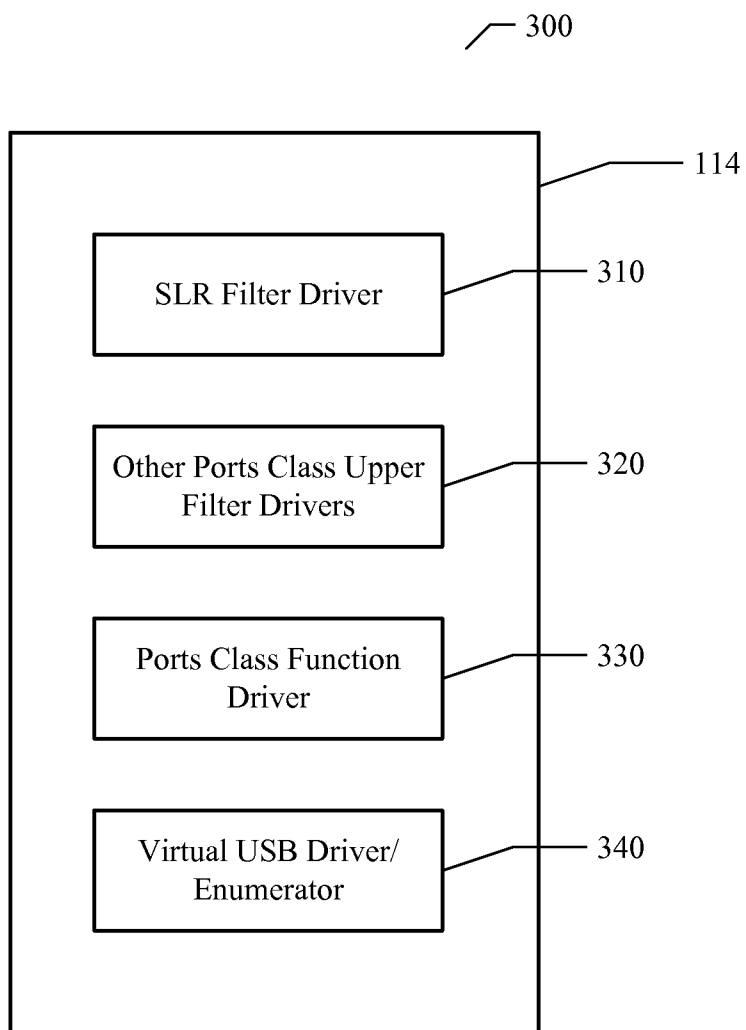 300
114
SLR Filter Driver
310
Other Ports Class Upper
Filter Drivers
320
Ports Class Function
Driver
330
Virtual USB Driver/
Enumerator
340